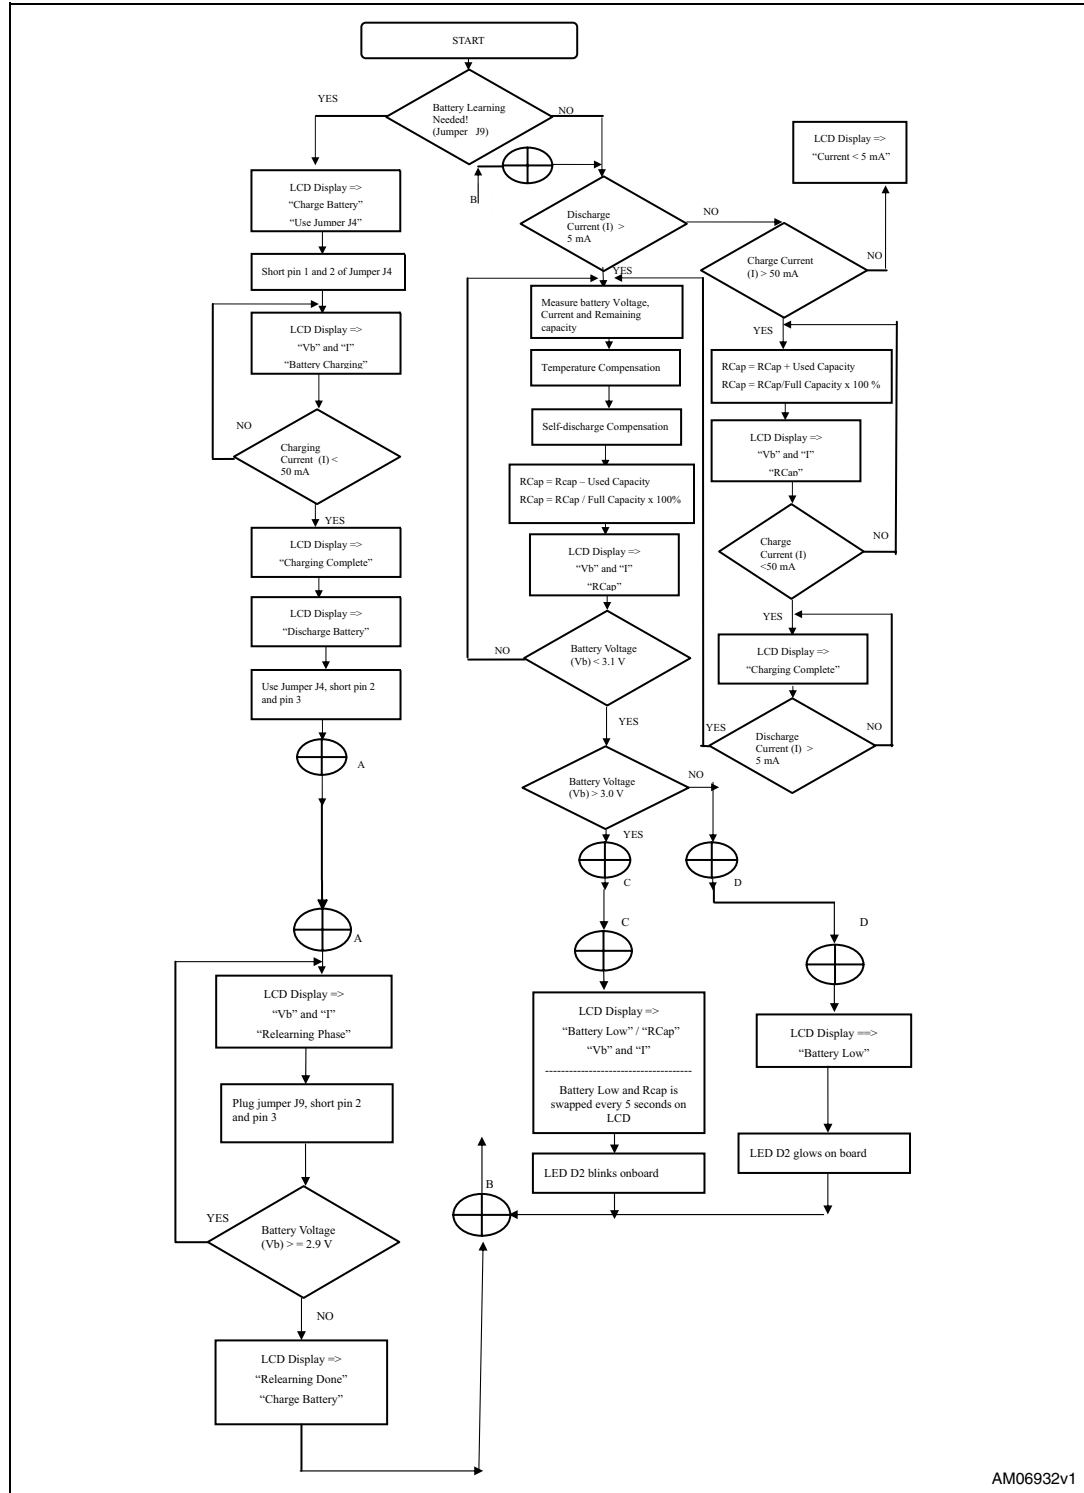 START
YES
Battery Learning
Needed!
(Jumper J9)
NO
LCD Display =>
“Charge Battery”
“Use Jumper J4”
Short pin 1 and 2 of Jumper J4
LCD Display =>
“Vb” and “I”
“Battery Charging”
NO
Charging
Current (I) <
50 mA
YES
LCD Display =>
“Charging Complete”
LCD Display =>
“Discharge Battery”
Use Jumper J4, short pin 2
and pin 3
A
A
LCD Display =>
“Vb” and “I”
“Relearning Phase”
Plug jumper J9, short pin 2
and pin 3
YES
Battery Voltage
(Vb) > = 2.9 V
NO
LCD Display =>
“Relearning Done”
“Charge Battery”
B
Discharge
Current (I) >
5 mA
NO
YES
Measure battery Voltage,
Current and Remaining
capacity
Temperature Compensation
Self-discharge Compensation
RCap = Rcap – Used Capacity
RCap = RCap / Full Capacity x 100%
LCD Display =>
“Vb” and “I”
“RCap”
NO
Battery Voltage
(Vb) < 3.1 V
YES
Battery Voltage
(Vb) > 3.0 V
NO
YES
C
D
C
D
LCD Display =>
“Battery Low” / “RCap”
“Vb” and “I”
-------------------------------------
Battery Low and Rcap is
swapped every 5 seconds on
LCD
LED D2 blinks onboard
LCD Display ==>
“Battery Low”
LED D2 glows on board
B
LCD Display =>
“Current < 5 mA”
Charge Current
(I) > 50 mA
NO
YES
RCap = RCap + Used Capacity
RCap = RCap/Full Capacity x 100 %
LCD Display =>
“Vb” and “I”
“RCap”
Charge
Current (I)
<50 mA
NO
YES
LCD Display =>
“Charging Complete”
YES
Discharge
Current (I) >
5 mA
NO
AM06932v1